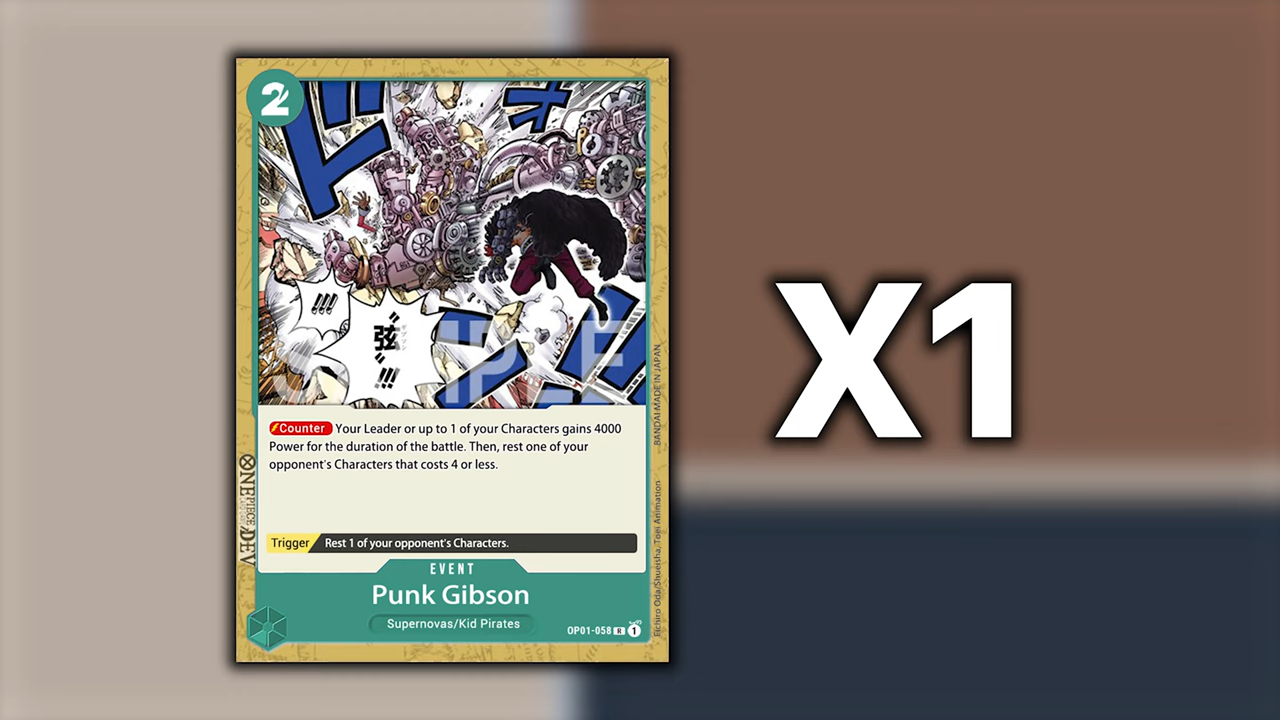 2
ド
オ
!!!
〝弦〟
!!!
Counter Your Leader or up to 1 of your Characters gains 4000
Power for the duration of the battle. Then, rest one of your
opponent's Characters that costs 4 or less.
Trigger Rest 1 of your opponent's Characters.
EVENT
Punk Gibson
Supernovas/Kid Pirates
OP01-058 R 1
ONE PIECE DEV
BANDAI MADE IN JAPAN
Eiichiro Oda/Shueisha, Toei Animation
X1